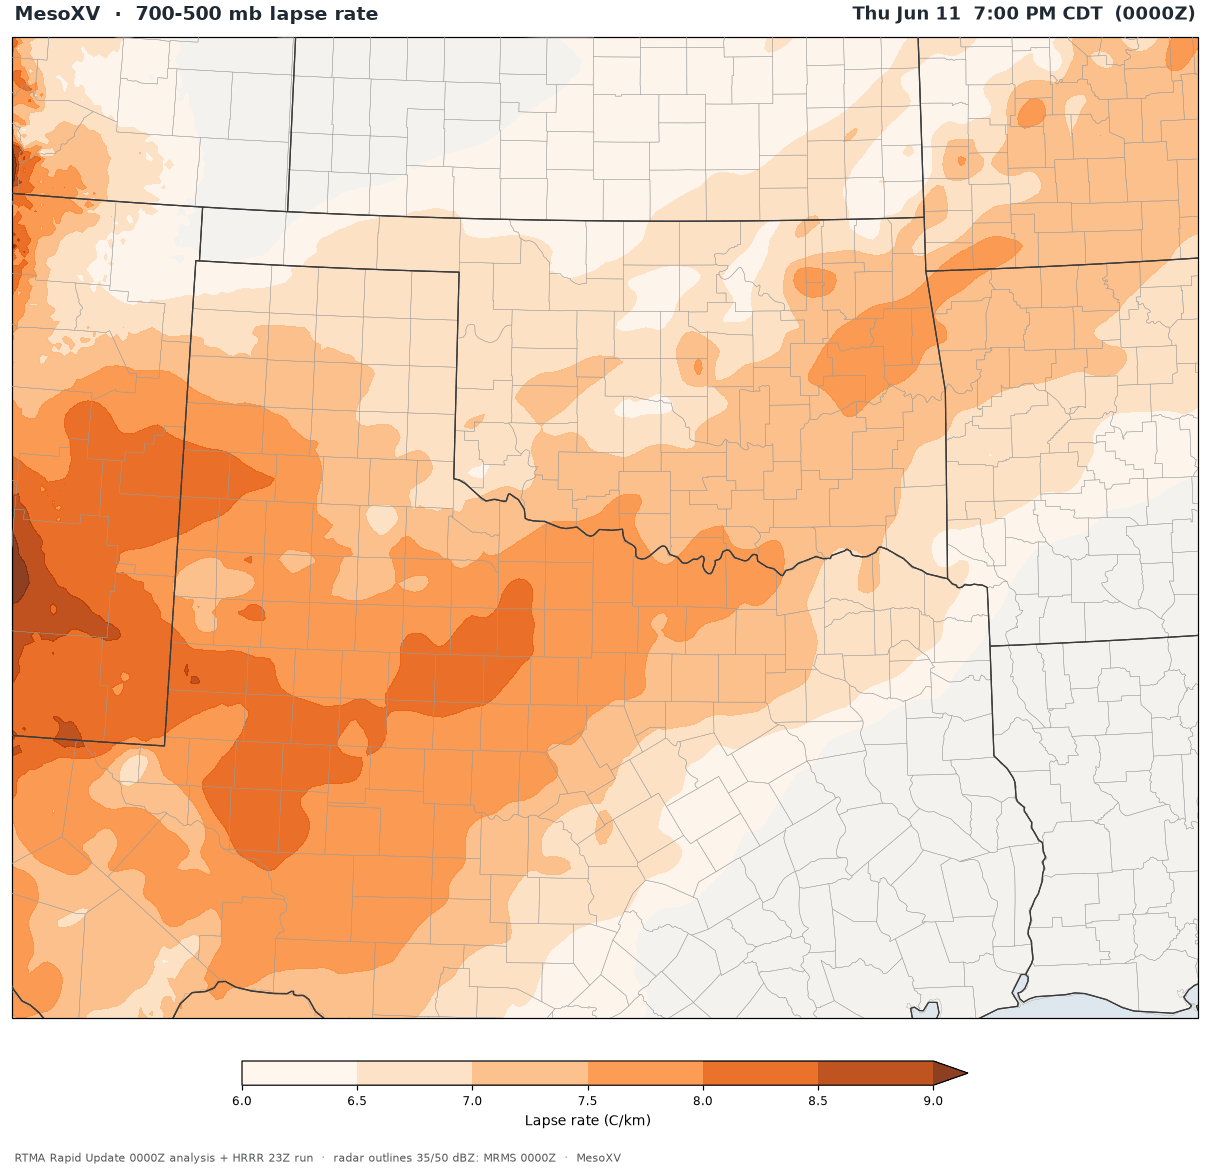 MesoXV · 700-500 mb lapse rate
Thu Jun 11 7:00 PM CDT (0000Z)
6.0 6.5 7.0 7.5 8.0 8.5 9.0
Lapse rate (C/km)
RTMA Rapid Update 0000Z analysis + HRRR 23Z run · radar outlines 35/50 dBZ: MRMS 0000Z · MesoXV